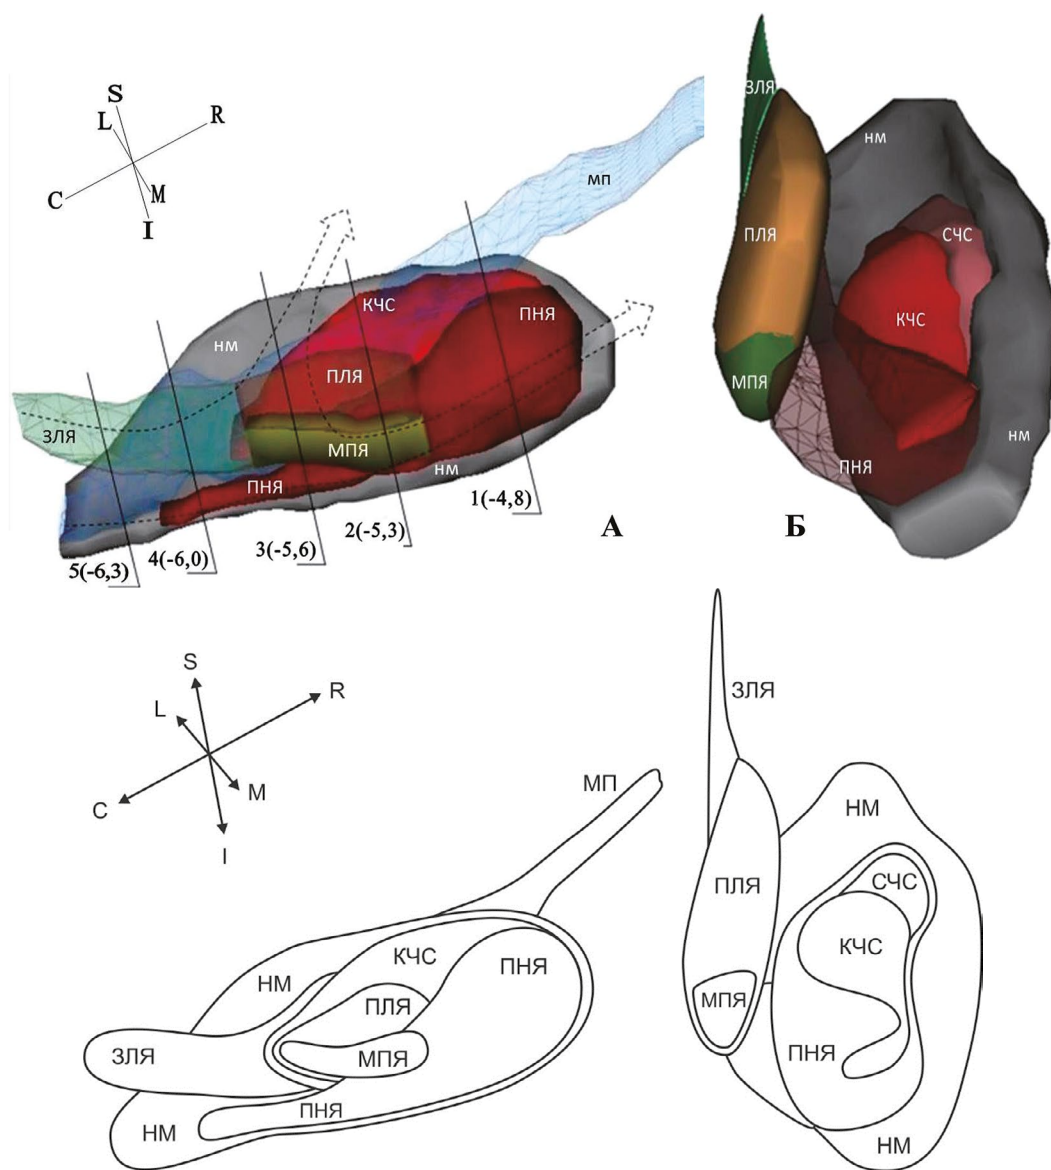 S
L
R
C
M
I
мп
нм
КЧС
ПНЯ
ПЛЯ
ЗЛЯ
МПЯ
ПНЯ
нм
1(-4,8)
2(-5,3)
3(-5,6)
4(-6,0)
5(-6,3)
А
ЗЛЯ
нм
ПЛЯ
СЧС
КЧС
МПЯ
ПНЯ
нм
Б
S
L
R
C
M
I
МП
КЧС
ПНЯ
НМ
ПЛЯ
ЗЛЯ
МПЯ
ПНЯ
НМ
ЗЛЯ
НМ
ПЛЯ
СЧС
КЧС
МПЯ
ПНЯ
НМ